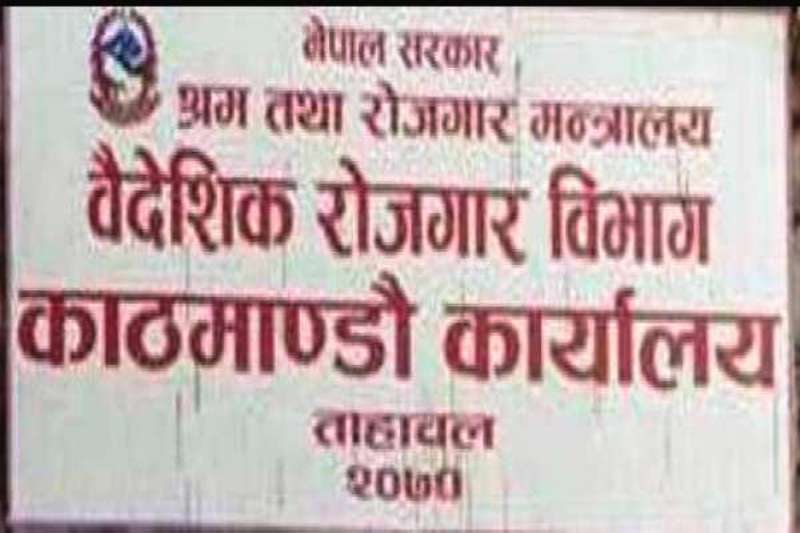 नेपाल सरकार
श्रम तथा रोजगार मन्त्रालय
वैदेशिक रोजगार विभाग
काठमाण्डौ कार्यालय
ताहाचल
२०७०